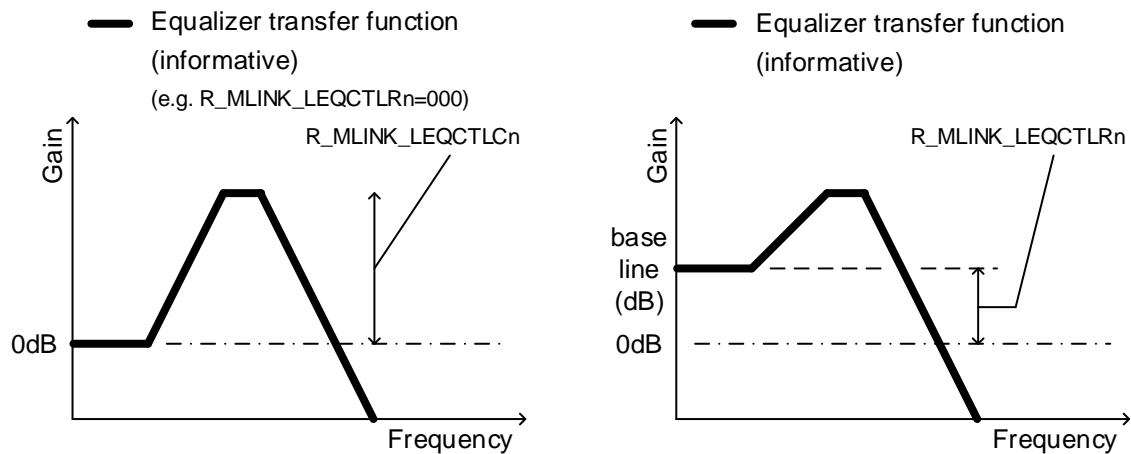 Equalizer transfer function
(informative)
(e.g. R_MLINK_LEQCTLRn=000)
R_MLINK_LEQCTLCn
Gain
0dB
Frequency
Equalizer transfer function
(informative)
R_MLINK_LEQCTLRn
Gain
base
line
(dB)
0dB
Frequency